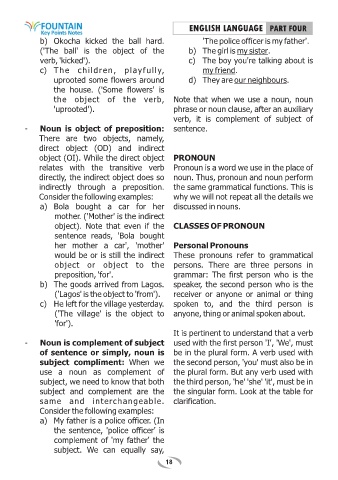 FOUNTAIN
Key Points Notes
ENGLISH LANGUAGE PART FOUR
b) Okocha kicked the ball hard.
('The ball' is the object of the
verb, 'kicked').
c) The children, playfully,
uprooted some flowers around
the house. ('Some flowers' is
the object of the verb,
'uprooted').
- Noun is object of preposition:
There are two objects, namely,
direct object (OD) and indirect
object (OI). While the direct object
relates with the transitive verb
directly, the indirect object does so
indirectly through a preposition.
Consider the following examples:
a) Bola bought a car for her
mother. ('Mother' is the indirect
object). Note that even if the
sentence reads, 'Bola bought
her mother a car', 'mother'
would be or is still the indirect
object or object to the
preposition, 'for'.
b) The goods arrived from Lagos.
('Lagos' is the object to 'from').
c) He left for the village yesterday.
('The village' is the object to
'for').
- Noun is complement of subject
of sentence or simply, noun is
subject compliment: When we
use a noun as complement of
subject, we need to know that both
subject and complement are the
same and interchangeable.
Consider the following examples:
a) My father is a police officer. (In
the sentence, 'police officer' is
complement of 'my father' the
subject. We can equally say,
'The police officer is my father'.
b) The girl is my sister.
c) The boy you're talking about is
my friend.
d) They are our neighbours.
Note that when we use a noun, noun
phrase or noun clause, after an auxiliary
verb, it is complement of subject of
sentence.
PRONOUN
Pronoun is a word we use in the place of
noun. Thus, pronoun and noun perform
the same grammatical functions. This is
why we will not repeat all the details we
discussed in nouns.
CLASSES OF PRONOUN
Personal Pronouns
These pronouns refer to grammatical
persons. There are three persons in
grammar: The first person who is the
speaker, the second person who is the
receiver or anyone or animal or thing
spoken to, and the third person is
anyone, thing or animal spoken about.
It is pertinent to understand that a verb
used with the first person 'I', 'We', must
be in the plural form. A verb used with
the second person, 'you' must also be in
the plural form. But any verb used with
the third person, 'he' 'she' 'it', must be in
the singular form. Look at the table for
clarification.
18